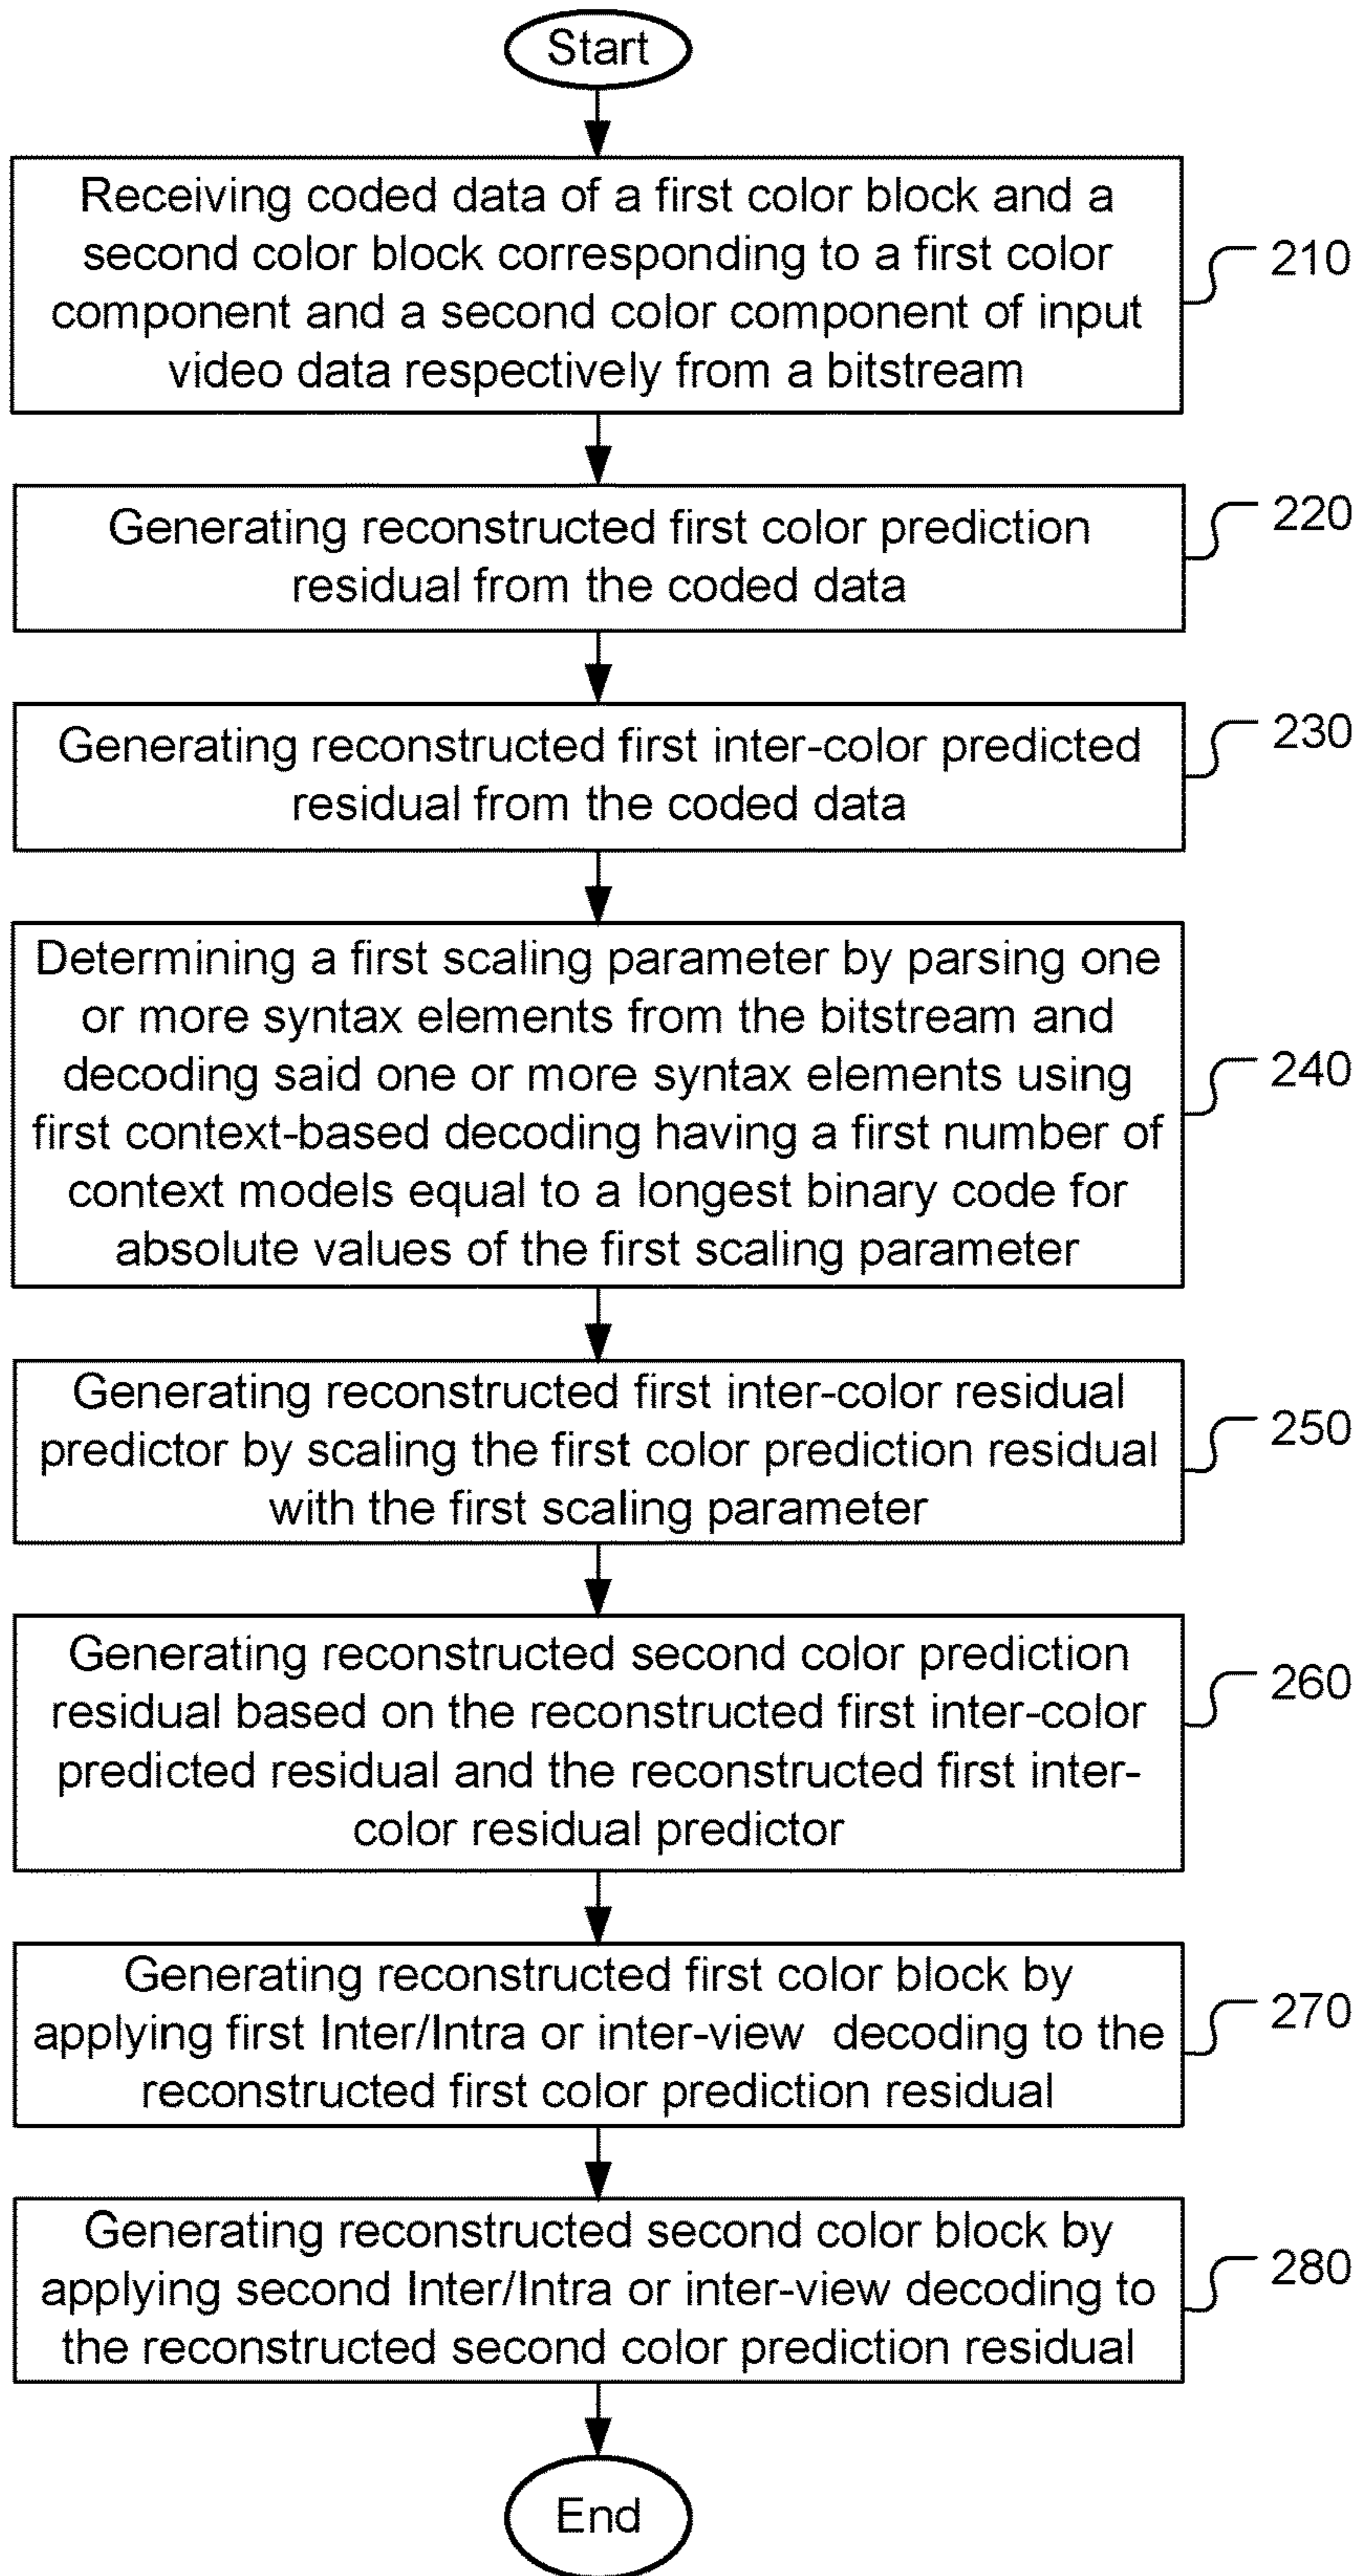 Start
Receiving coded data of a first color block and a
second color block corresponding to a first color
component and a second color component of input
video data respectively from a bitstream
210
Generating reconstructed first color prediction
residual from the coded data
220
Generating reconstructed first inter-color predicted
residual from the coded data
230
Determining a first scaling parameter by parsing one
or more syntax elements from the bitstream and
decoding said one or more syntax elements using
first context-based decoding having a first number of
context models equal to a longest binary code for
absolute values of the first scaling parameter
240
Generating reconstructed first inter-color residual
predictor by scaling the first color prediction residual
with the first scaling parameter
250
Generating reconstructed second color prediction
residual based on the reconstructed first inter-color
predicted residual and the reconstructed first inter-
color residual predictor
260
Generating reconstructed first color block by
applying first Inter/Intra or inter-view decoding to the
reconstructed first color prediction residual
270
Generating reconstructed second color block by
applying second Inter/Intra or inter-view decoding to
the reconstructed second color prediction residual
280
End